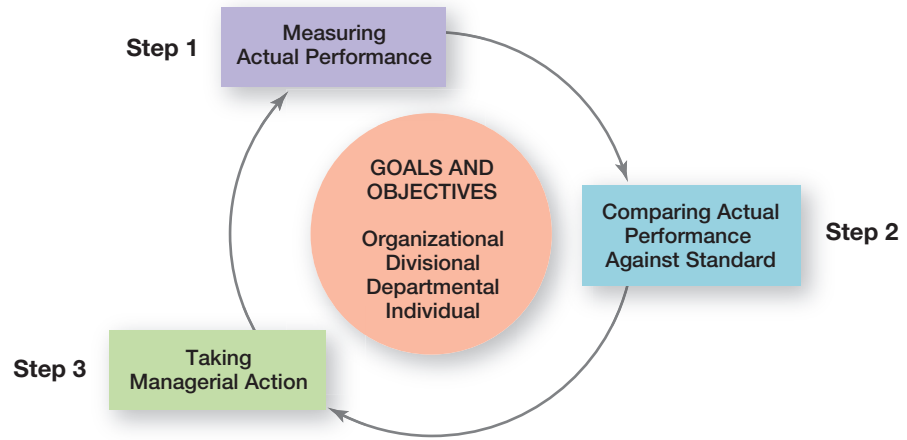 Step 1
Measuring
Actual Performance
GOALS AND
OBJECTIVES
Organizational
Divisional
Departmental
Individual
Comparing Actual
Performance
Against Standard
Step 2
Step 3
Taking
Managerial Action